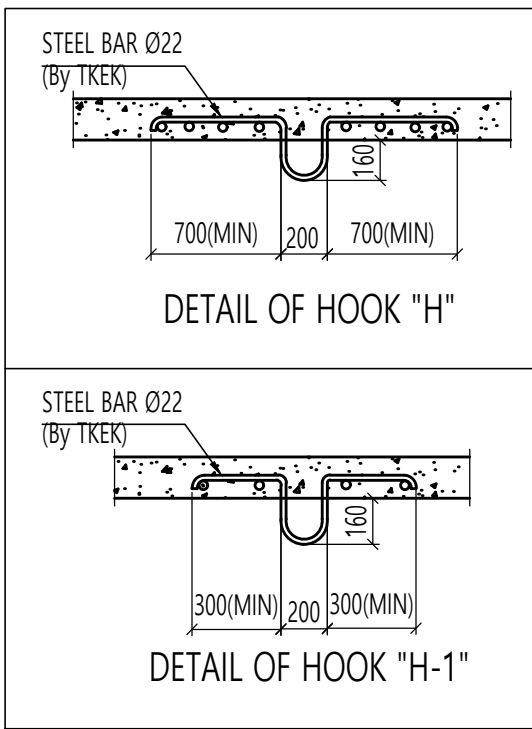 STEEL BAR Ø22
(By TKEK)
160
700(MIN) 200 700(MIN)
DETAIL OF HOOK "H"
STEEL BAR Ø22
(By TKEK)
160
300(MIN) 200 300(MIN)
DETAIL OF HOOK "H-1"